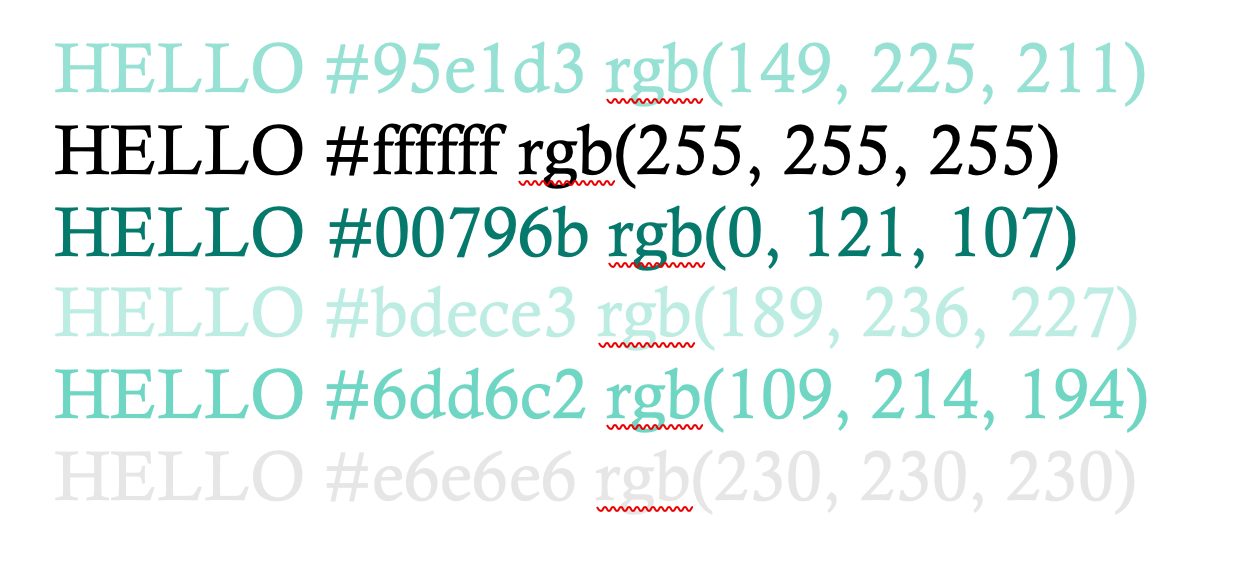 HELLO #95e1d3 rgb(149, 225, 211)
HELLO #ffffff rgb(255, 255, 255)
HELLO #00796b rgb(0, 121, 107)
HELLO #bdece3 rgb(189, 236, 227)
HELLO #6dd6c2 rgb(109, 214, 194)
HELLO #e6e6e6 rgb(230, 230, 230)